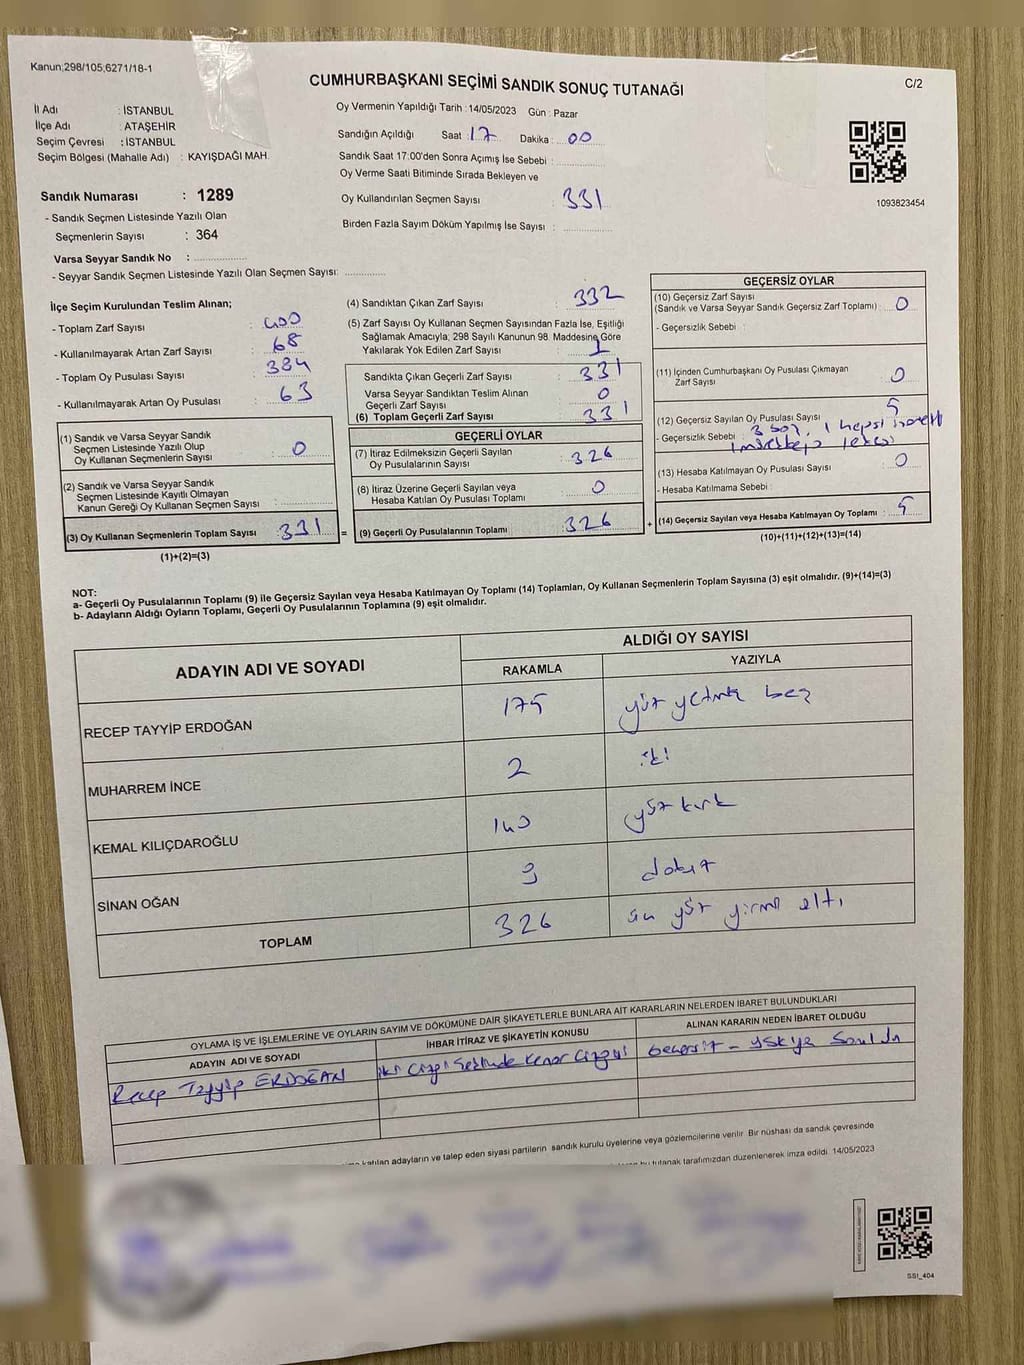 Kanun;298/105;6271/18-1
CUMHURBAŞKANI SEÇİMİ SANDIK SONUÇ TUTANAĞI
C/2
İl Adı : İSTANBUL
İlçe Adı : ATAŞEHİR
Seçim Çevresi : İSTANBUL
Seçim Bölgesi (Mahalle Adı) : KAYIŞDAĞI MAH.
Oy Vermenin Yapıldığı Tarih : 14/05/2023 Gün : Pazar
Sandığın Açıldığı Saat : 17 Dakika : 00
Sandık Saat 17:00'den Sonra Açımış İse Sebebi :
Oy Verme Saati Bitiminde Sırada Bekleyen ve
Oy Kullandırılan Seçmen Sayısı : 331
Birden Fazla Sayım Döküm Yapılmış İse Sayısı :
1093823454
Sandık Numarası : 1289
- Sandık Seçmen Listesinde Yazılı Olan
Seçmenlerin Sayısı : 364
Varsa Seyyar Sandık No :
- Seyyar Sandık Seçmen Listesinde Yazılı Olan Seçmen Sayısı:
İlçe Seçim Kurulundan Teslim Alınan;
- Toplam Zarf Sayısı : 400
- Kullanılmayarak Artan Zarf Sayısı : 68
- Toplam Oy Pusulası Sayısı : 384
- Kullanılmayarak Artan Oy Pusulası : 63
(1) Sandık ve Varsa Seyyar Sandık
Seçmen Listesinde Yazılı Olup
Oy Kullanan Seçmenlerin Sayısı : 0
(2) Sandık ve Varsa Seyyar Sandık
Seçmen Listesinde Kayıtlı Olmayan
Kanun Gereği Oy Kullanan Seçmen Sayısı :
(3) Oy Kullanan Seçmenlerin Toplam Sayısı : 331 =
(1)+(2)=(3)
(4) Sandıktan Çıkan Zarf Sayısı : 332
(5) Zarf Sayısı Oy Kullanan Seçmen Sayısından Fazla İse, Eşitliği
Sağlamak Amacıyla, 298 Sayılı Kanunun 98. Maddesine Göre
Yakılarak Yok Edilen Zarf Sayısı : 1
Sandıkta Çıkan Geçerli Zarf Sayısı : 331
Varsa Seyyar Sandıktan Teslim Alınan
Geçerli Zarf Sayısı : 0
(6) Toplam Geçerli Zarf Sayısı : 331
GEÇERLİ OYLAR
(7) İtiraz Edilmeksizin Geçerli Sayılan
Oy Pusulalarının Sayısı : 326
(8) İtiraz Üzerine Geçerli Sayılan veya
Hesaba Katılan Oy Pusulası Toplamı : 0
(9) Geçerli Oy Pusulalarının Toplamı : 326 +
GEÇERSİZ OYLAR
(10) Geçersiz Zarf Sayısı
(Sandık ve Varsa Seyyar Sandık Geçersiz Zarf Toplamı) : 0
- Geçersizlik Sebebi :
(11) İçinden Cumhurbaşkanı Oy Pusulası Çıkmayan
Zarf Sayısı : 0
(12) Geçersiz Sayılan Oy Pusulası Sayısı : 5
- Geçersizlik Sebebi : 3 boş, 1 hepsi
1 mürekkep lekesi
(13) Hesaba Katılmayan Oy Pusulası Sayısı : 0
- Hesaba Katılmama Sebebi :
(14) Geçersiz Sayılan veya Hesaba Katılmayan Oy Toplamı : 5
(10)+(11)+(12)+(13)=(14)
NOT:
a- Geçerli Oy Pusulalarının Toplamı (9) ile Geçersiz Sayılan veya Hesaba Katılmayan Oy Toplamı (14) Toplamları, Oy Kullanan Seçmenlerin Toplam Sayısına (3) eşit olmalıdır. (9)+(14)=(3)
b- Adayların Aldığı Oyların Toplamı, Geçerli Oy Pusulalarının Toplamına (9) eşit olmalıdır.
ADAYIN ADI VE SOYADI
ALDIĞI OY SAYISI
RAKAMLA YAZIYLA
RECEP TAYYİP ERDOĞAN 175 yüz yetmiş beş
MUHARREM İNCE 2 iki
KEMAL KILIÇDAROĞLU 140 yüz kırk
SİNAN OĞAN 9 dokuz
TOPLAM 326 üç yüz yirmi altı
OYLAMA İŞ VE İŞLEMLERİNE VE OYLARIN SAYIM VE DÖKÜMÜNE DAİR ŞİKAYETLERLE BUNLARA AİT KARARLARIN NELERDEN İBARET BULUNDUKLARI
ADAYIN ADI VE SOYADI İHBAR İTİRAZ VE ŞİKAYETİN KONUSU ALINAN KARARIN NEDEN İBARET OLDUĞU
Recep Tayyip ERDOĞAN iki Çizgi Şeklinde Kenar Çizgisi Geçersiz - YSK'ya Soruldu
katılan adayların ve talep eden siyasi partilerin sandık kurulu üyelerine veya gözlemcilerine verilir. Bir nüshası da sandık çevresinde
bu tutanak tarafımızdan düzenlenerek imza edildi. 14/05/2023
SSI_404